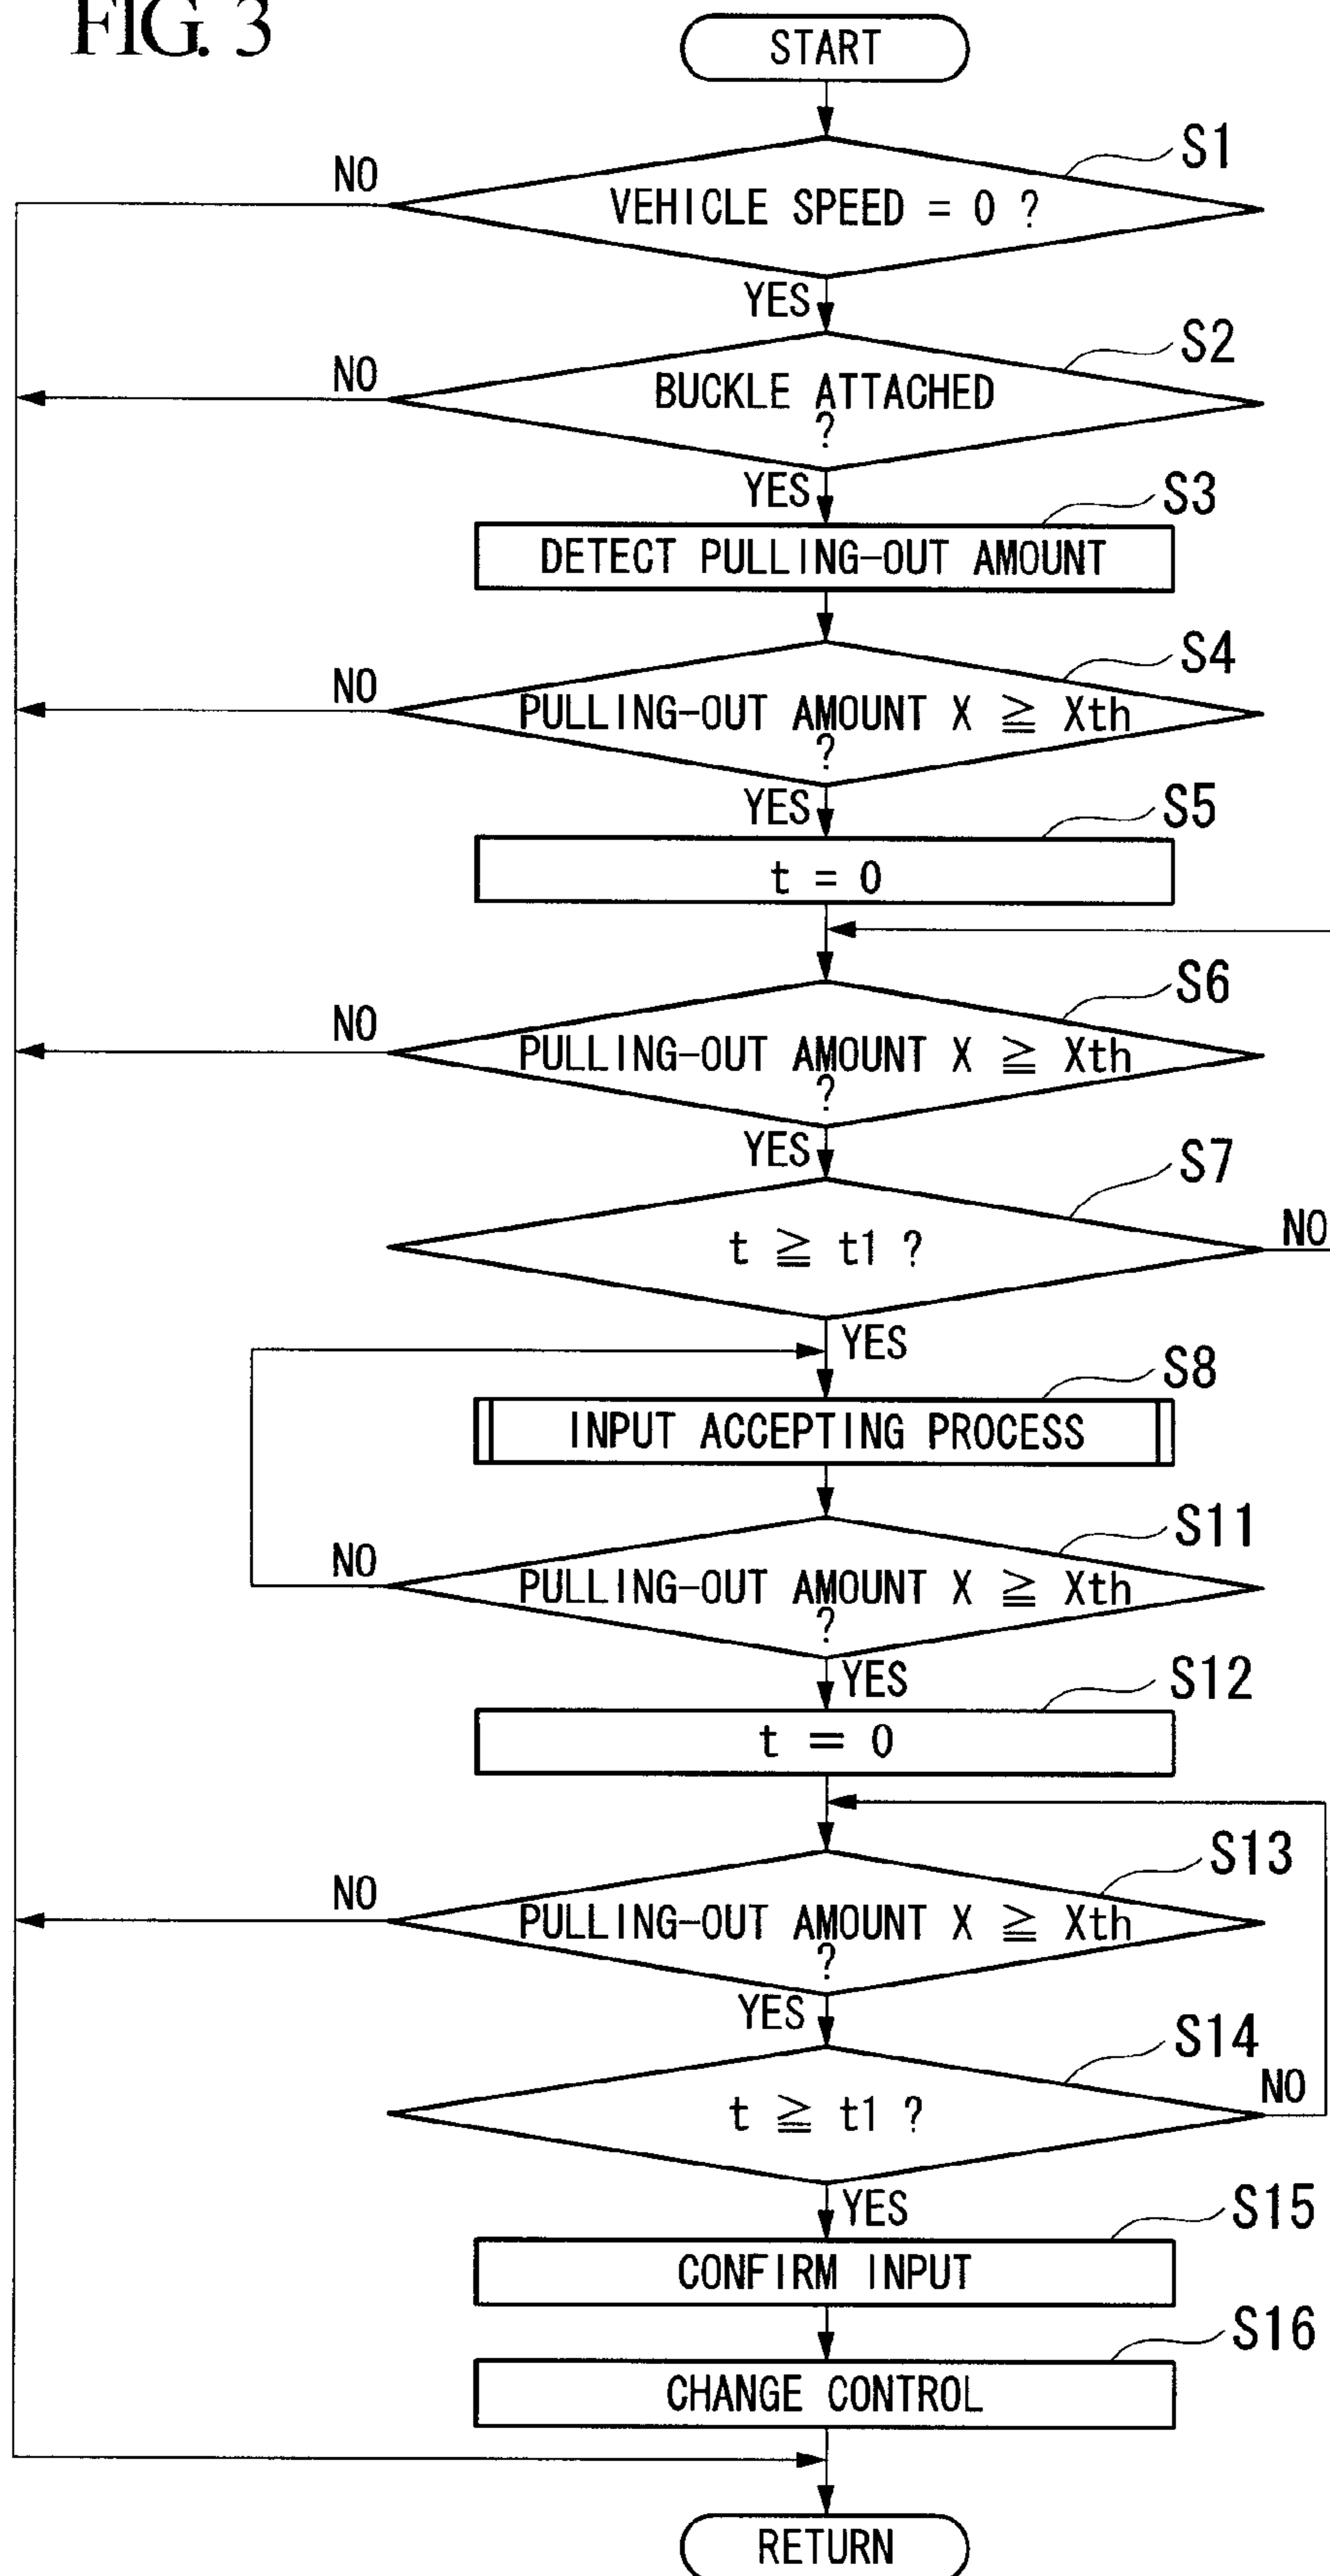 FIG. 3
START
S1
NO
VEHICLE SPEED = 0 ?
YES
S2
NO
BUCKLE ATTACHED
?
YES
S3
DETECT PULLING-OUT AMOUNT
S4
NO
PULLING-OUT AMOUNT X ≧ Xth
?
YES
S5
t = 0
S6
NO
PULLING-OUT AMOUNT X ≧ Xth
?
YES
S7
t ≧ t1 ?
NO
YES
S8
INPUT ACCEPTING PROCESS
S11
NO
PULLING-OUT AMOUNT X ≧ Xth
?
YES
S12
t = 0
S13
NO
PULLING-OUT AMOUNT X ≧ Xth
?
YES
S14
NO
t ≧ t1 ?
YES
S15
CONFIRM INPUT
S16
CHANGE CONTROL
RETURN